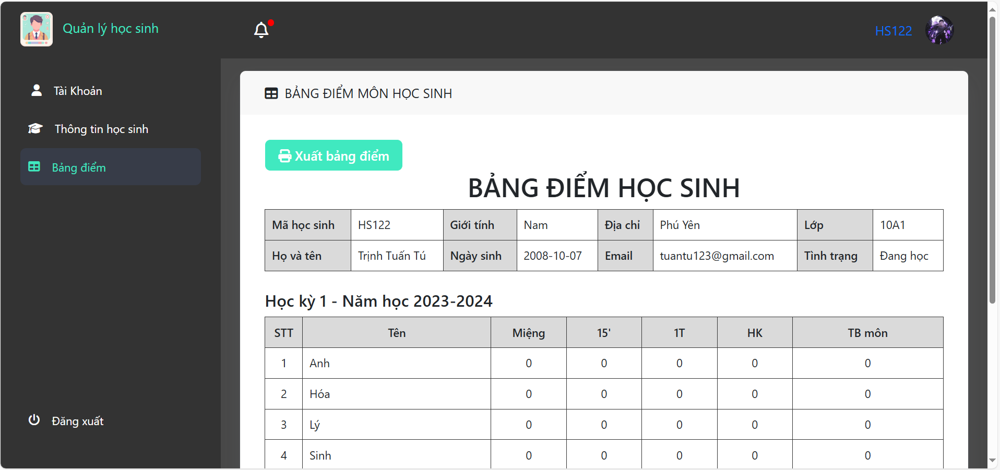 Quản lý học sinh
HS122
Tài Khoản
Thông tin học sinh
Bảng điểm
Đăng xuất
BẢNG ĐIỂM MÔN HỌC SINH
Xuất bảng điểm
BẢNG ĐIỂM HỌC SINH
Mã học sinh HS122 Giới tính Nam Địa chỉ Phú Yên Lớp 10A1
Họ và tên Trịnh Tuấn Tú Ngày sinh 2008-10-07 Email tuantu123@gmail.com Tình trạng Đang học
Học kỳ 1 - Năm học 2023-2024
STT Tên Miệng 15' 1T HK TB môn
1 Anh 0 0 0 0 0
2 Hóa 0 0 0 0 0
3 Lý 0 0 0 0 0
4 Sinh 0 0 0 0 0